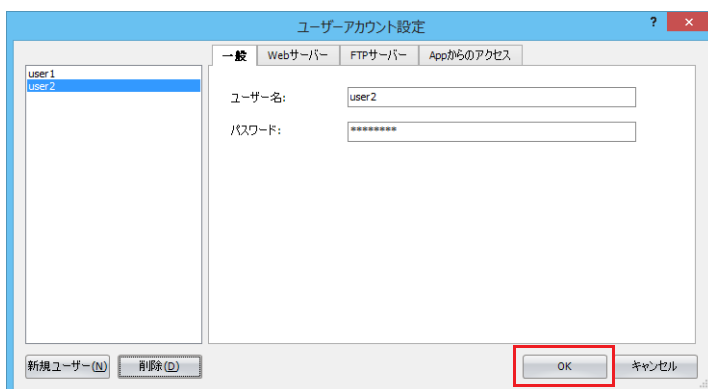 ユーザーアカウント設定
? ×
一般 Webサーバー FTPサーバー Appからのアクセス
user1
user2
ユーザー名: user2
パスワード: ********
新規ユーザー(N) 削除(D) OK キャンセル